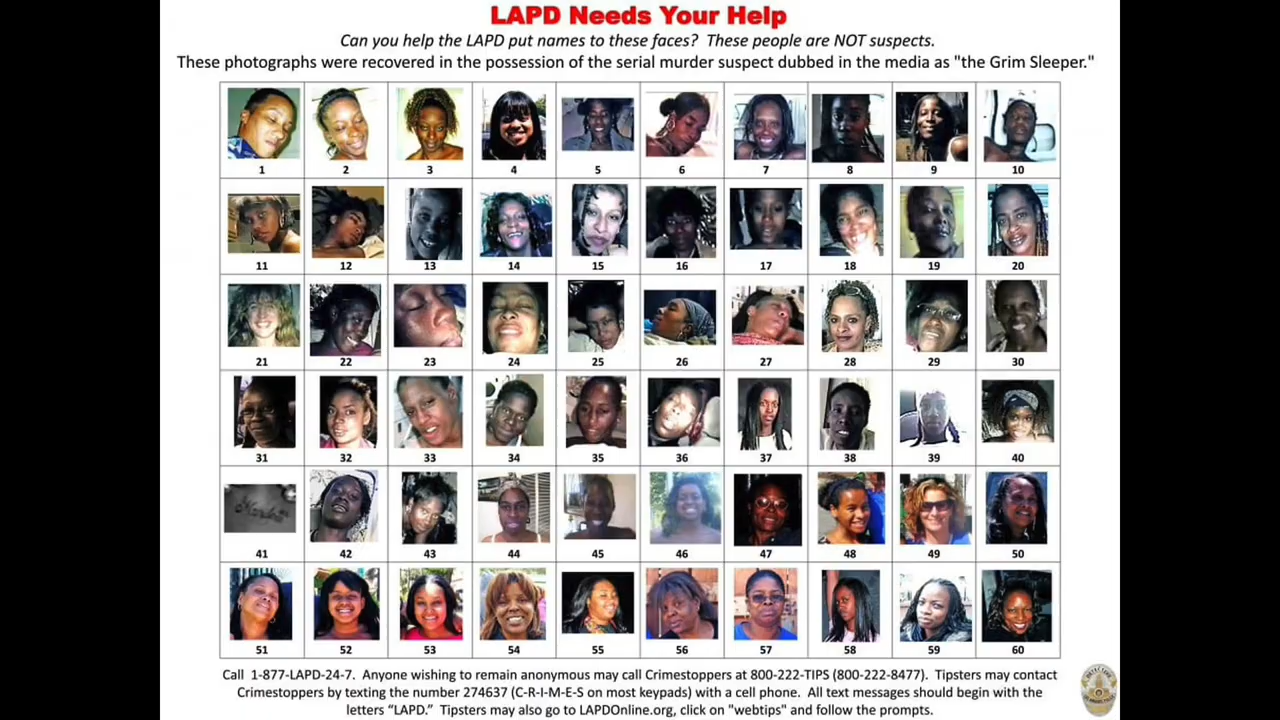 LAPD Needs Your Help
Can you help the LAPD put names to these faces? These people are NOT suspects.
These photographs were recovered in the possession of the serial murder suspect dubbed in the media as "the Grim Sleeper."
1 2 3 4 5 6 7 8 9 10
11 12 13 14 15 16 17 18 19 20
21 22 23 24 25 26 27 28 29 30
31 32 33 34 35 36 37 38 39 40
41 42 43 44 45 46 47 48 49 50
51 52 53 54 55 56 57 58 59 60
Call 1-877-LAPD-24-7. Anyone wishing to remain anonymous may call Crimestoppers at 800-222-TIPS (800-222-8477). Tipsters may contact
Crimestoppers by texting the number 274637 (C-R-I-M-E-S on most keypads) with a cell phone. All text messages should begin with the
letters “LAPD.” Tipsters may also go to LAPDOnline.org, click on "webtips" and follow the prompts.